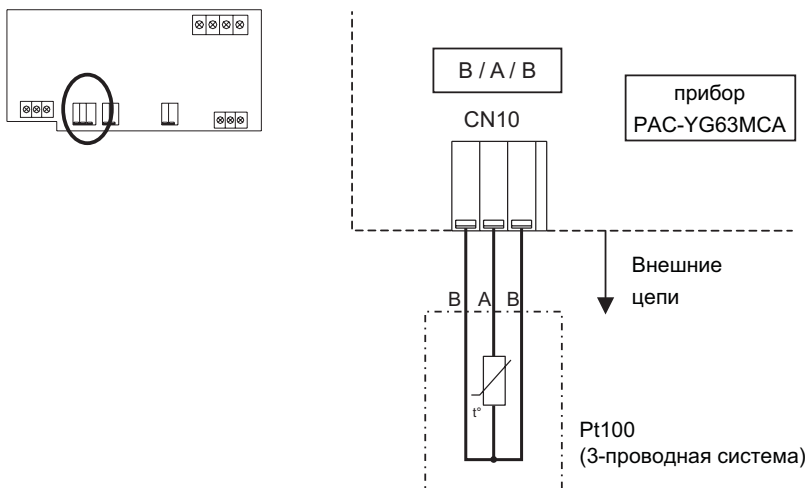 B / A / B
CN10
прибор
PAC-YG63MCA
Внешние
цепи
B A B
t°
Pt100
(3-проводная система)